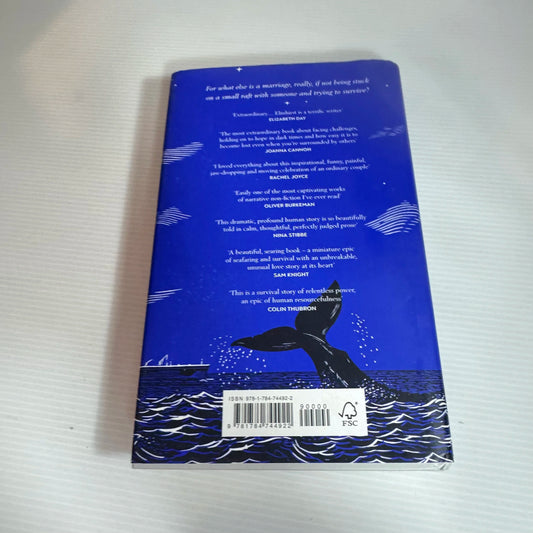 For what else is a marriage, really, if not being stuck
on a small raft with someone and trying to survive?
‘Extraordinary… Elmhirst is a terrific writer’
ELIZABETH DAY
‘The most extraordinary book about facing challenges,
holding on to hope in dark times and how easy it is to
become lost even when you’re surrounded by others’
JOANNA CANNON
‘I loved everything about this inspirational, funny, painful,
jaw-dropping and moving celebration of an ordinary couple’
RACHEL JOYCE
‘Easily one of the most captivating works
of narrative non-fiction I’ve ever read’
OLIVER BURKEMAN
‘This dramatic, profound human story is so beautifully
told in calm, thoughtful, perfectly judged prose’
NINA STIBBE
‘A beautiful, searing book – a miniature epic
of seafaring and survival with an unbreakable,
unusual love story at its heart’
SAM KNIGHT
‘This is a survival story of relentless power,
an epic of human resourcefulness’
COLIN THUBRON
ISBN 978-1-784-74492-2
90000
9 781784 744922
FSC